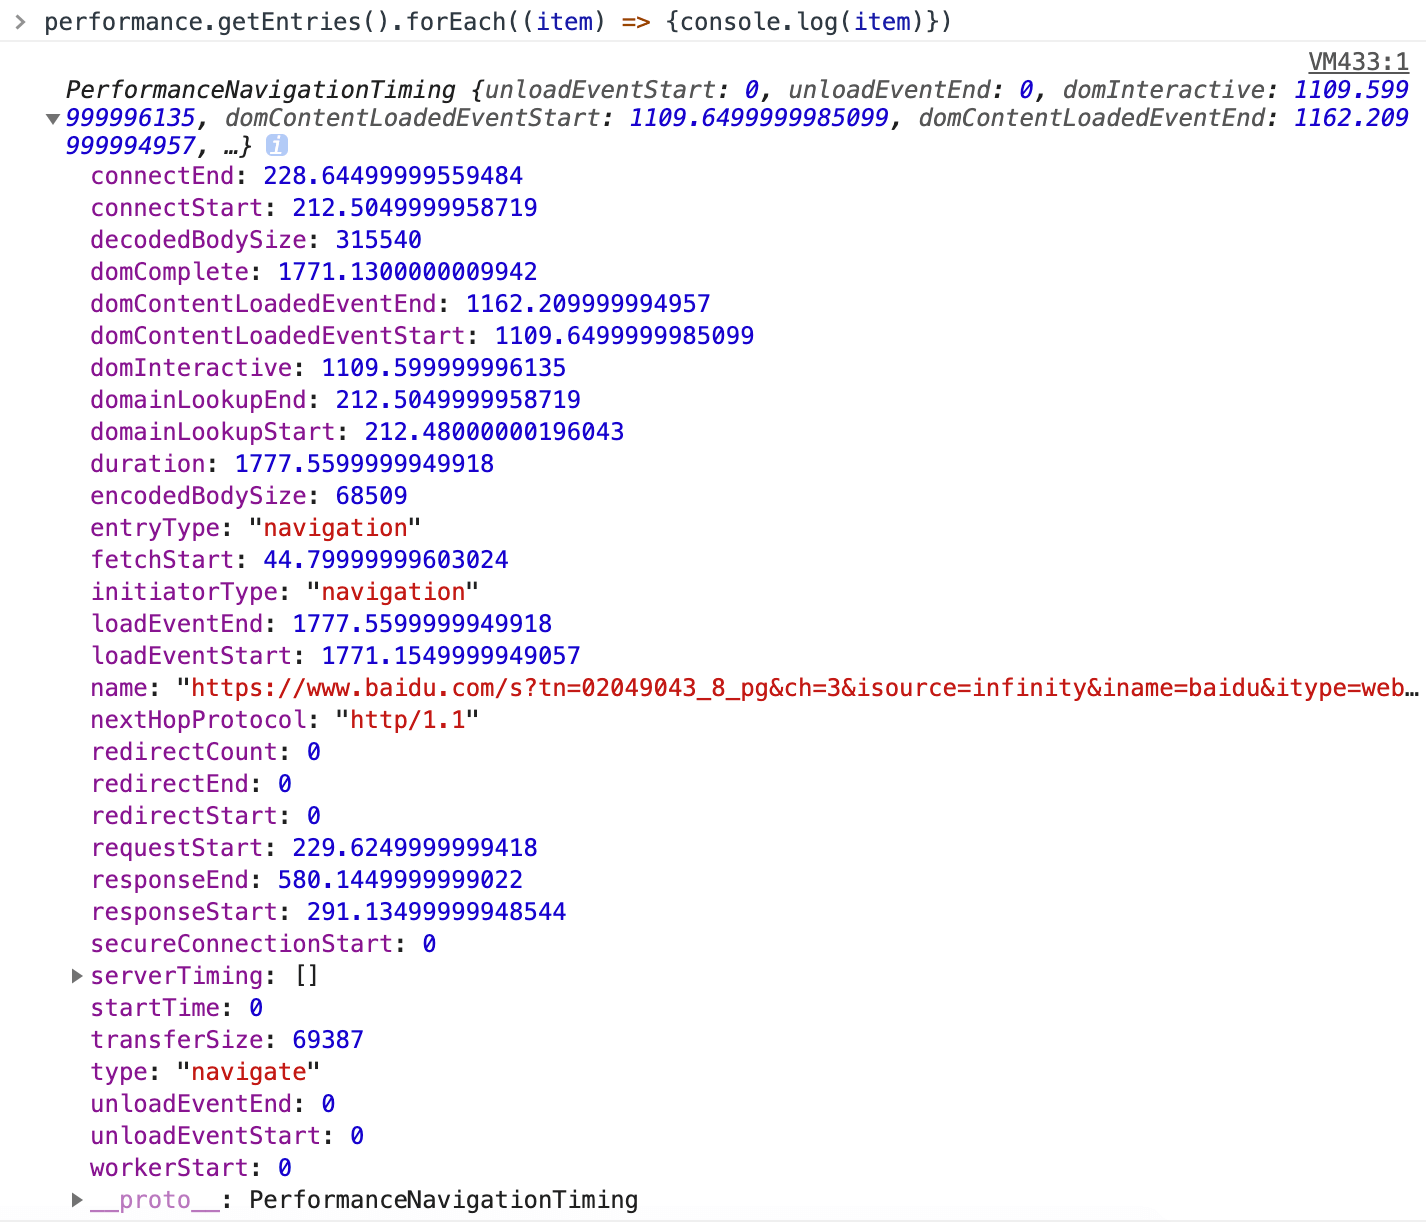 > performance.getEntries().forEach((item) => {console.log(item)})
VM433:1
PerformanceNavigationTiming {unloadEventStart: 0, unloadEventEnd: 0, domInteractive: 1109.599
999996135, domContentLoadedEventStart: 1109.6499999985099, domContentLoadedEventEnd: 1162.209
999994957, …} i
connectEnd: 228.64499999559484
connectStart: 212.5049999958719
decodedBodySize: 315540
domComplete: 1771.1300000009942
domContentLoadedEventEnd: 1162.209999994957
domContentLoadedEventStart: 1109.6499999985099
domInteractive: 1109.599999996135
domainLookupEnd: 212.5049999958719
domainLookupStart: 212.48000000196043
duration: 1777.5599999949918
encodedBodySize: 68509
entryType: "navigation"
fetchStart: 44.79999999603024
initiatorType: "navigation"
loadEventEnd: 1777.5599999949918
loadEventStart: 1771.1549999949057
name: "https://www.baidu.com/s?tn=02049043_8_pg&ch=3&isource=infinity&iname=baidu&itype=web…
nextHopProtocol: "http/1.1"
redirectCount: 0
redirectEnd: 0
redirectStart: 0
requestStart: 229.6249999999418
responseEnd: 580.1449999999022
responseStart: 291.13499999948544
secureConnectionStart: 0
serverTiming: []
startTime: 0
transferSize: 69387
type: "navigate"
unloadEventEnd: 0
unloadEventStart: 0
workerStart: 0
__proto__: PerformanceNavigationTiming